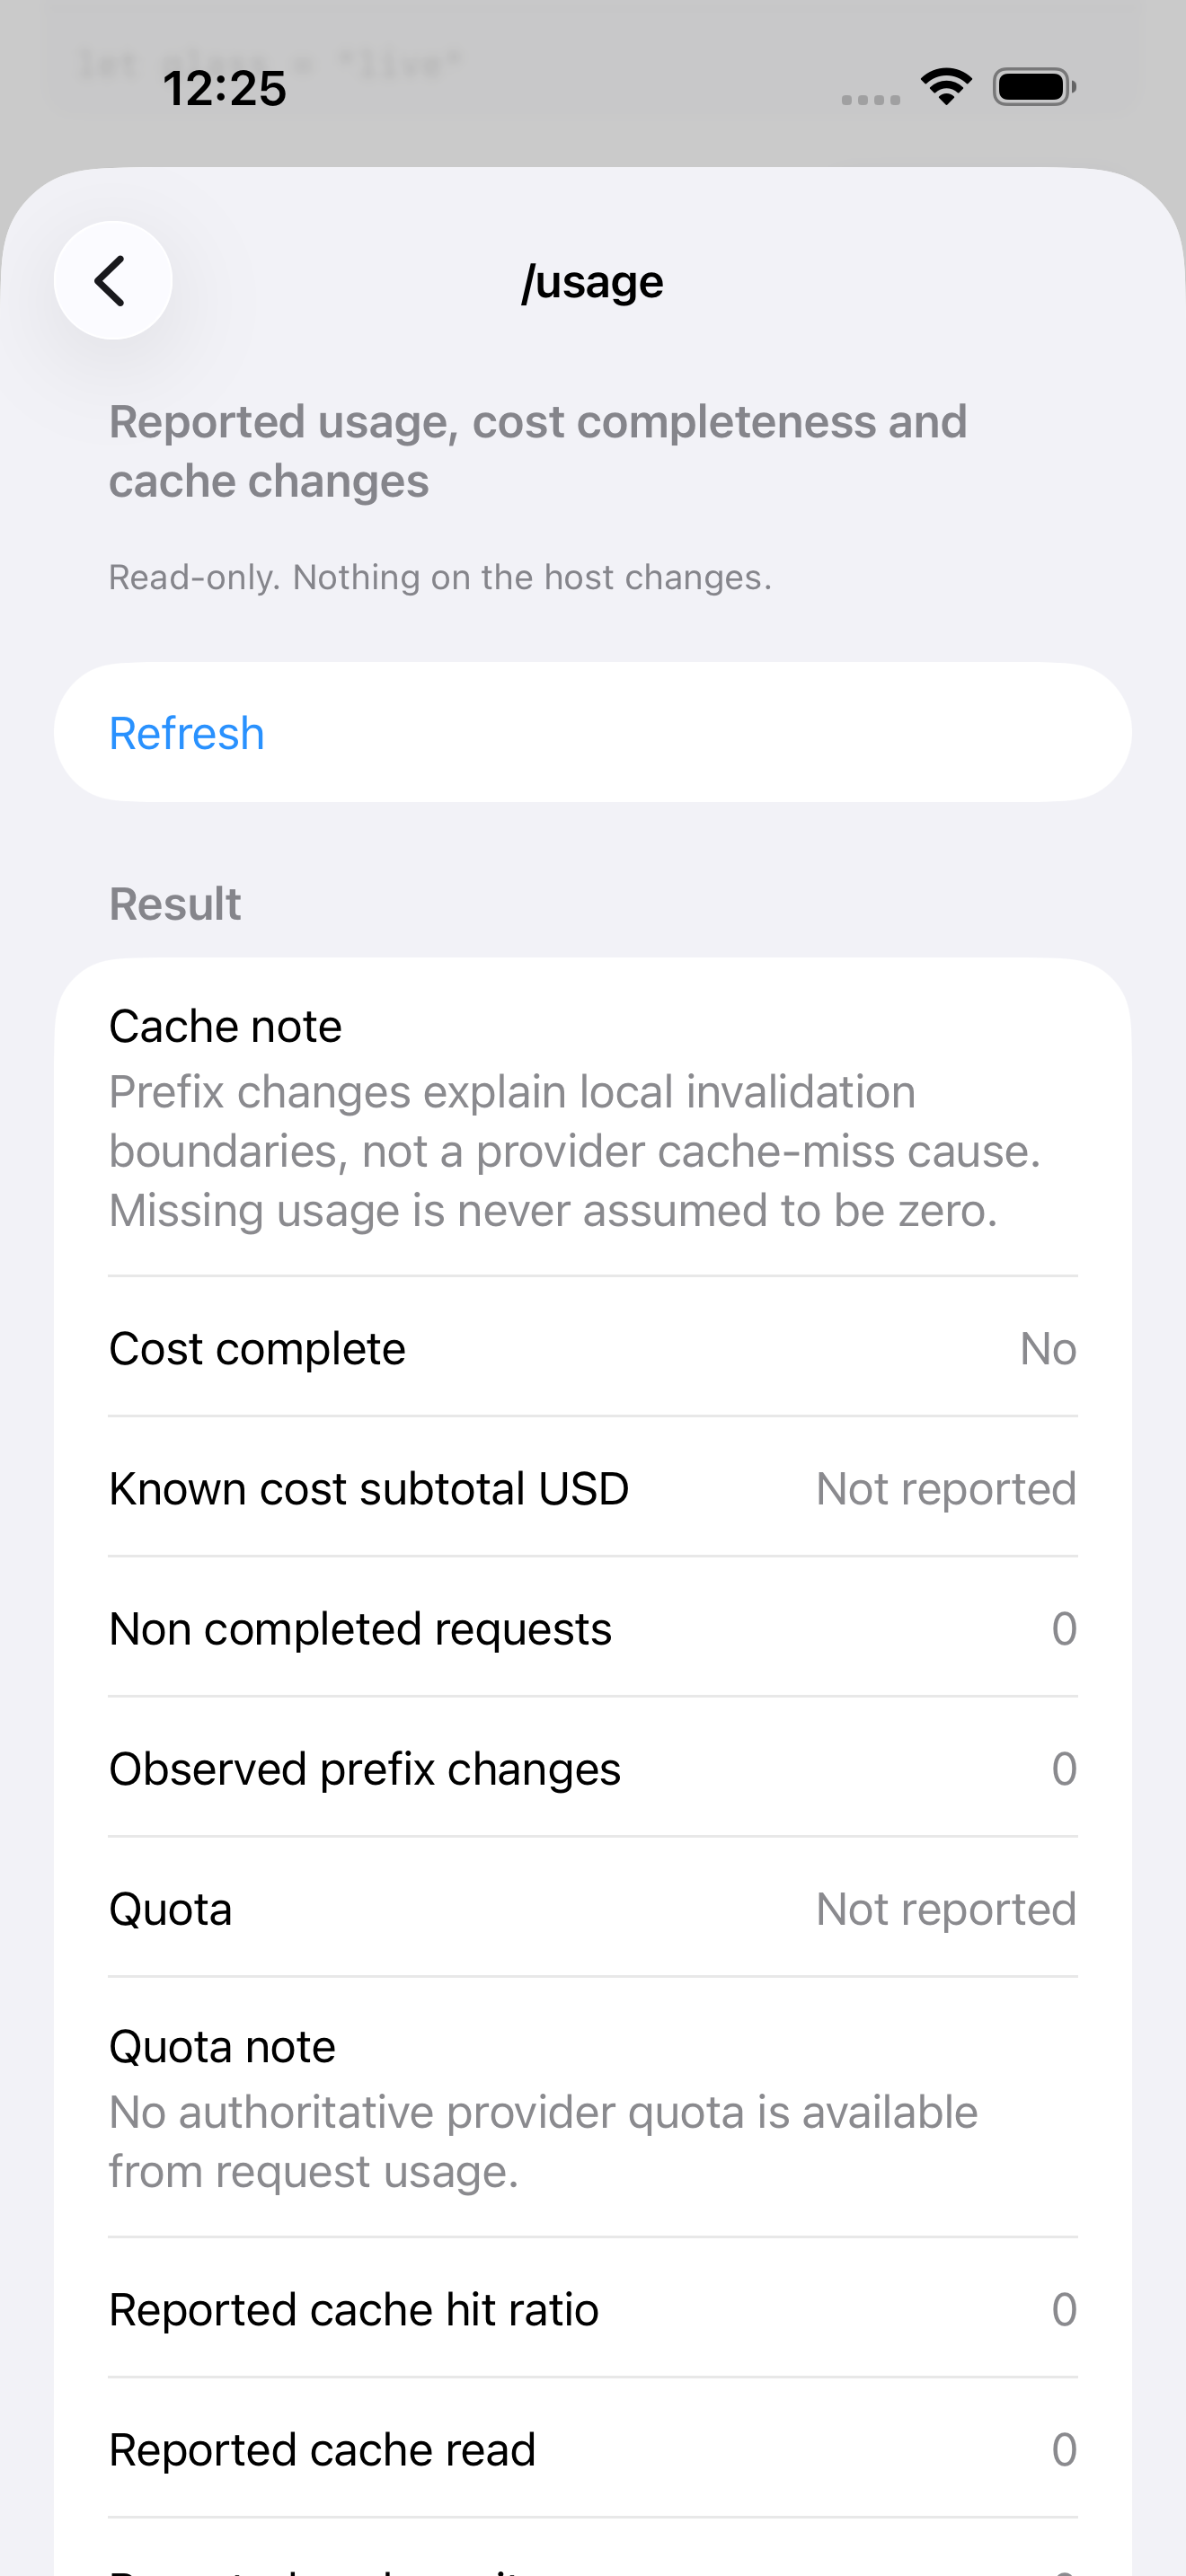 let glass = "live"
12:25
/usage
Reported usage, cost completeness and
cache changes
Read-only. Nothing on the host changes.
Refresh
Result
Cache note
Prefix changes explain local invalidation
boundaries, not a provider cache-miss cause.
Missing usage is never assumed to be zero.
Cost complete
No
Known cost subtotal USD
Not reported
Non completed requests
0
Observed prefix changes
0
Quota
Not reported
Quota note
No authoritative provider quota is available
from request usage.
Reported cache hit ratio
0
Reported cache read
0